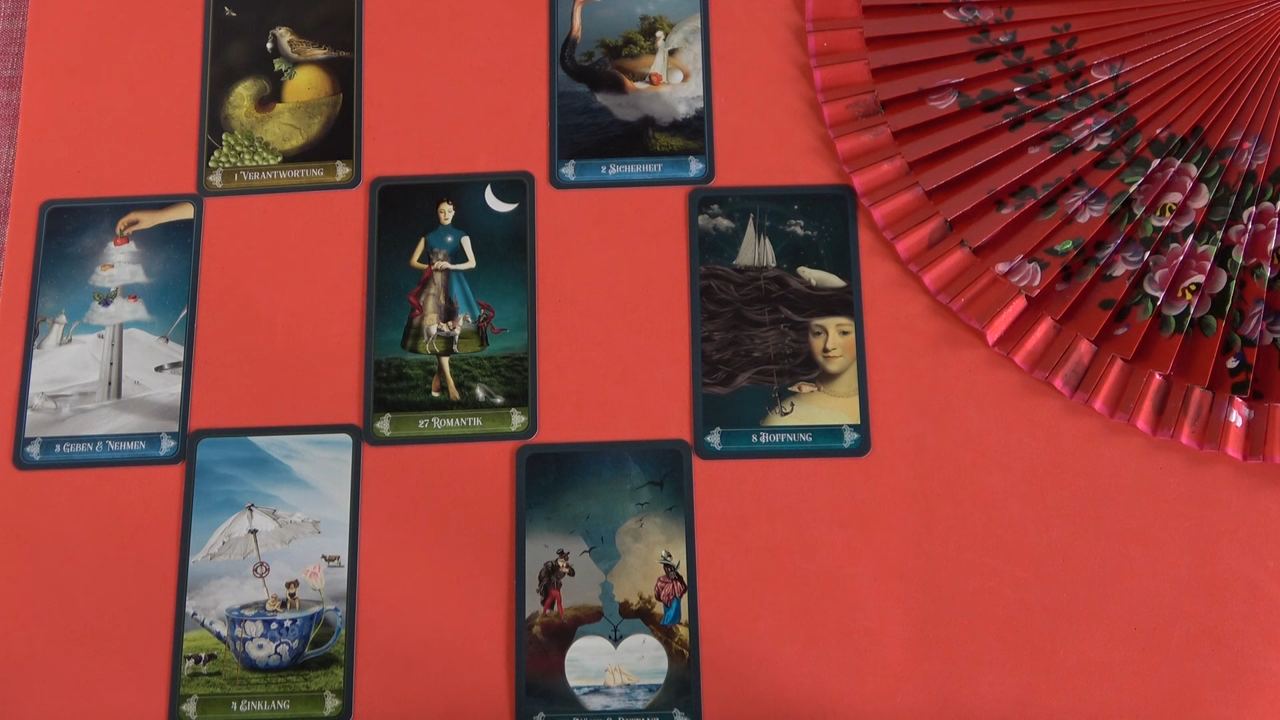 1 VERANTWORTUNG
2 SICHERHEIT
3 GEBEN & NEHMEN
27 ROMANTIK
8 HOFFNUNG
4 EINKLANG